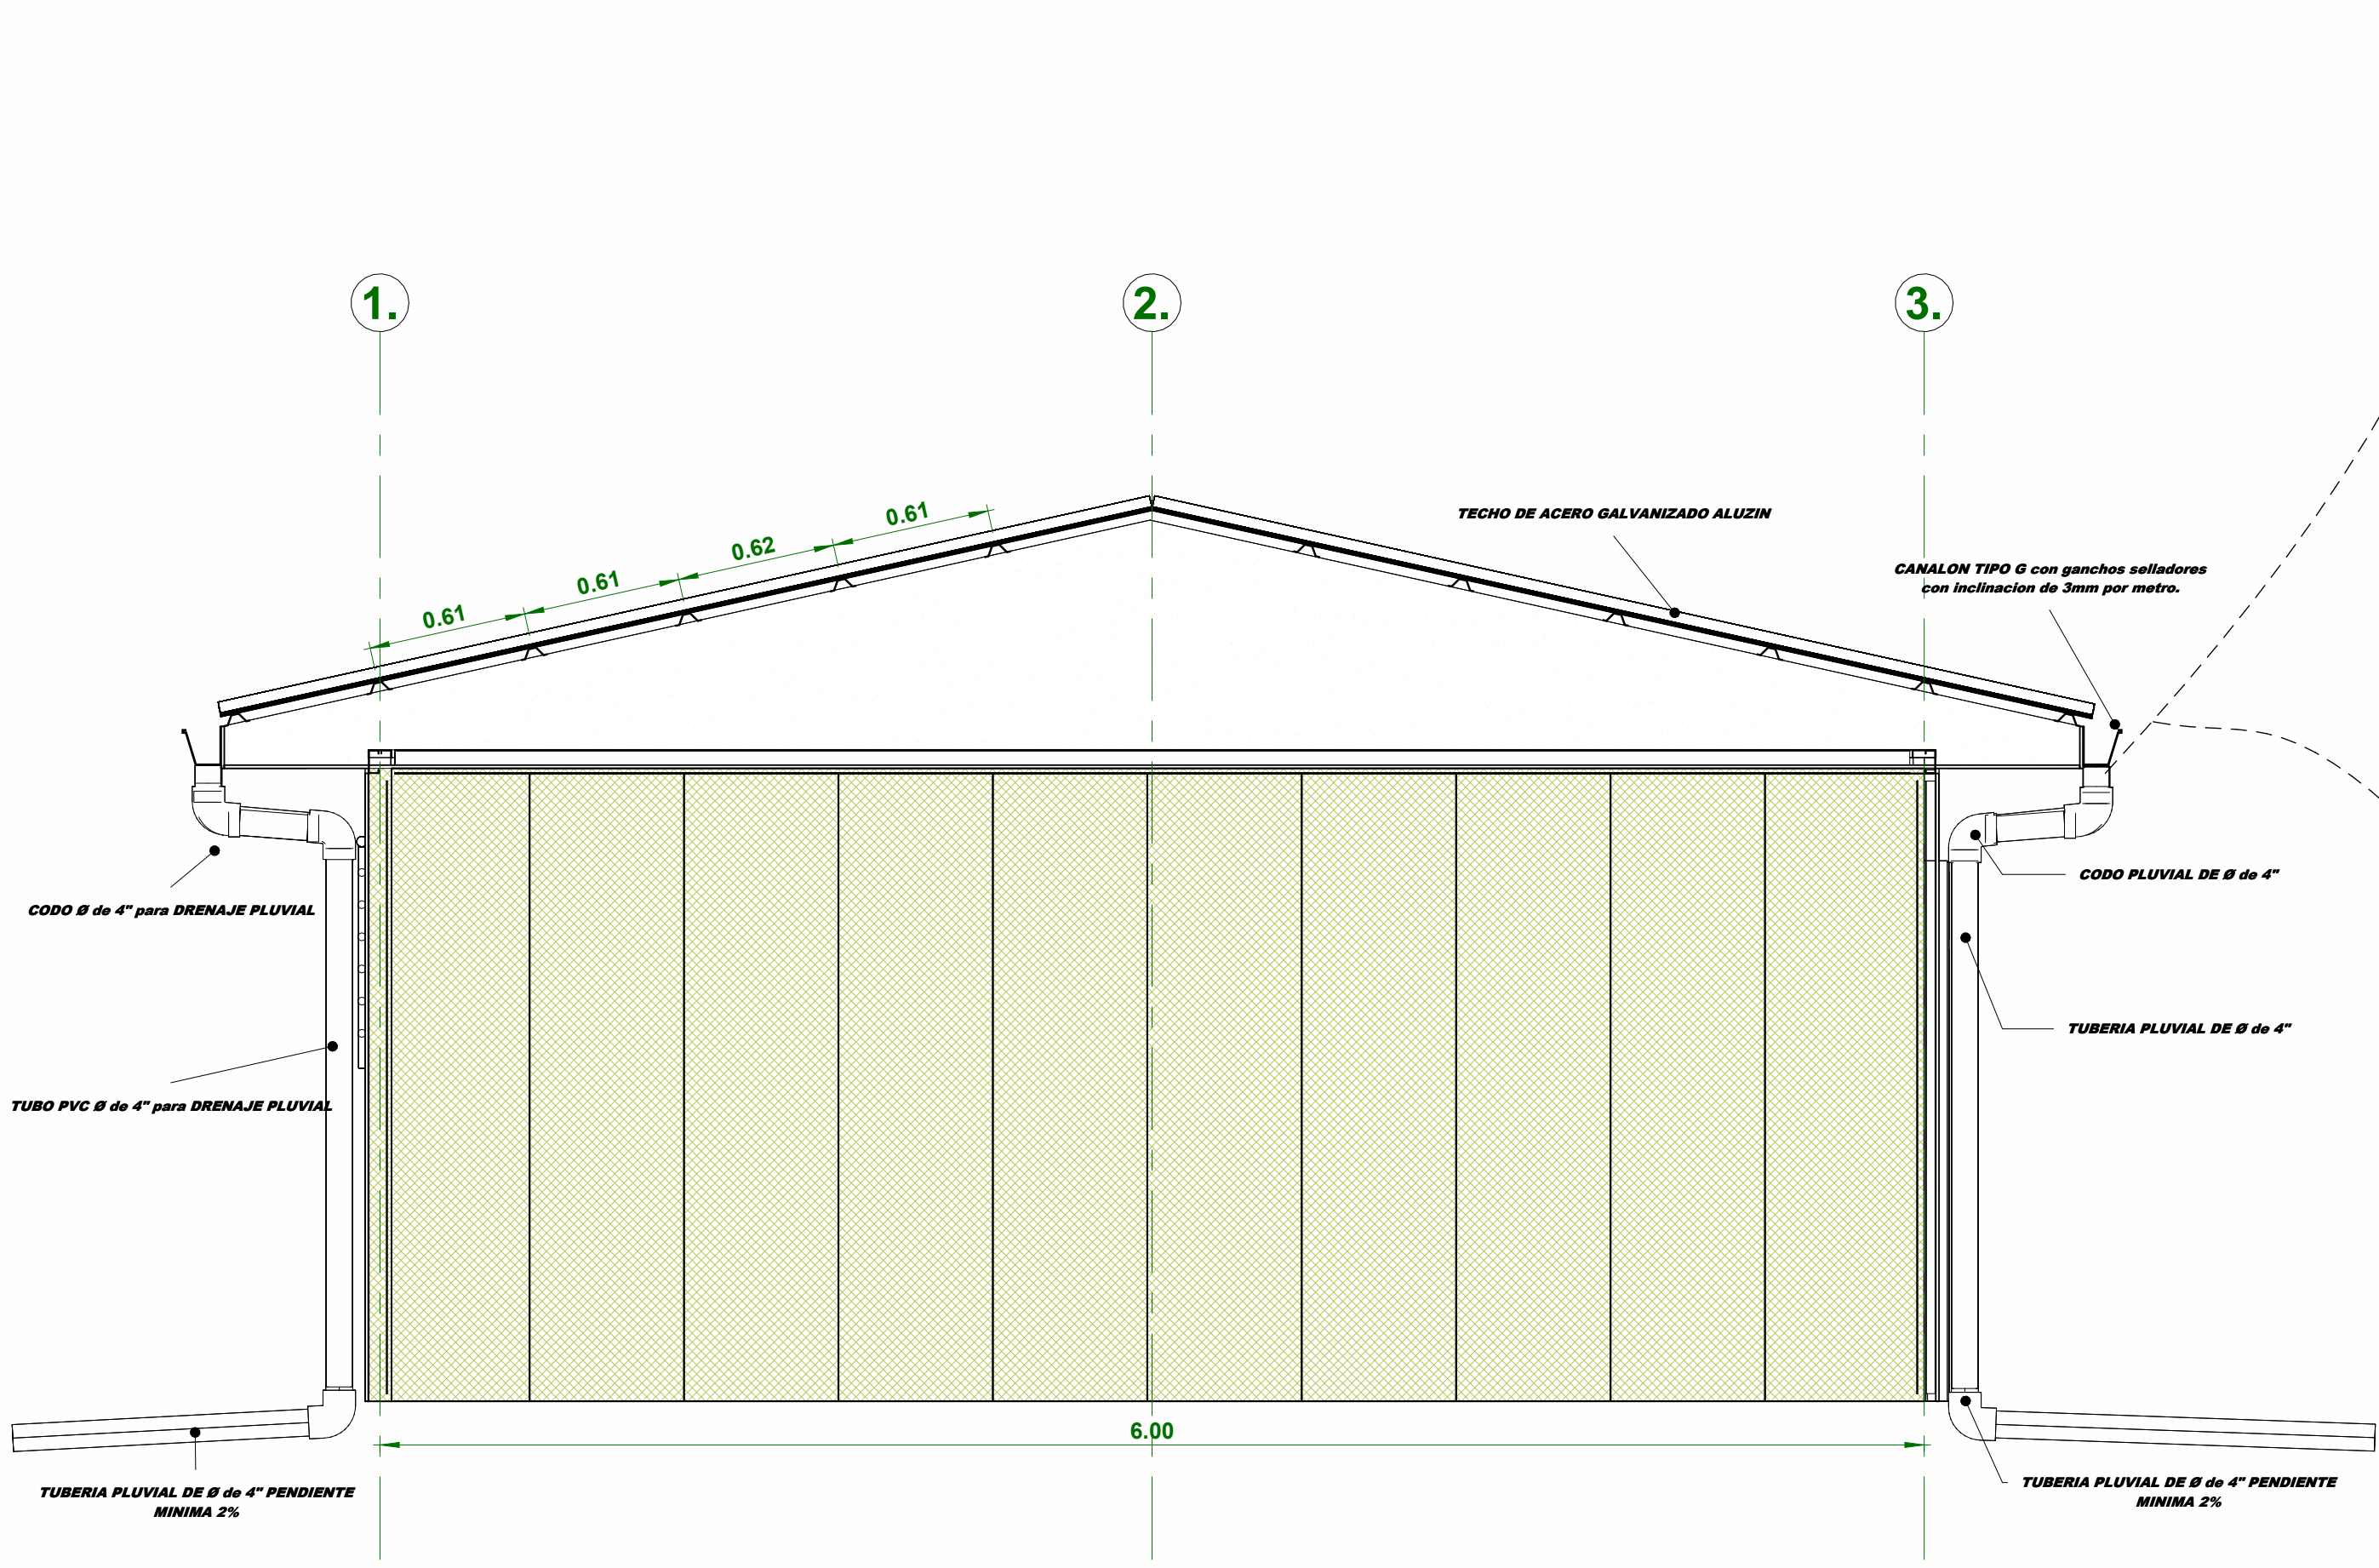 1.
2.
3.
0.61
0.62
0.61
0.61
TECHO DE ACERO GALVANIZADO ALUZIN
CANALON TIPO G con ganchos selladores
con inclinacion de 3mm por metro.
CODO Ø de 4" para DRENAJE PLUVIAL
CODO PLUVIAL DE Ø de 4"
TUBERIA PLUVIAL DE Ø de 4"
TUBO PVC Ø de 4" para DRENAJE PLUVIAL
6.00
TUBERIA PLUVIAL DE Ø de 4" PENDIENTE
MINIMA 2%
TUBERIA PLUVIAL DE Ø de 4" PENDIENTE
MINIMA 2%